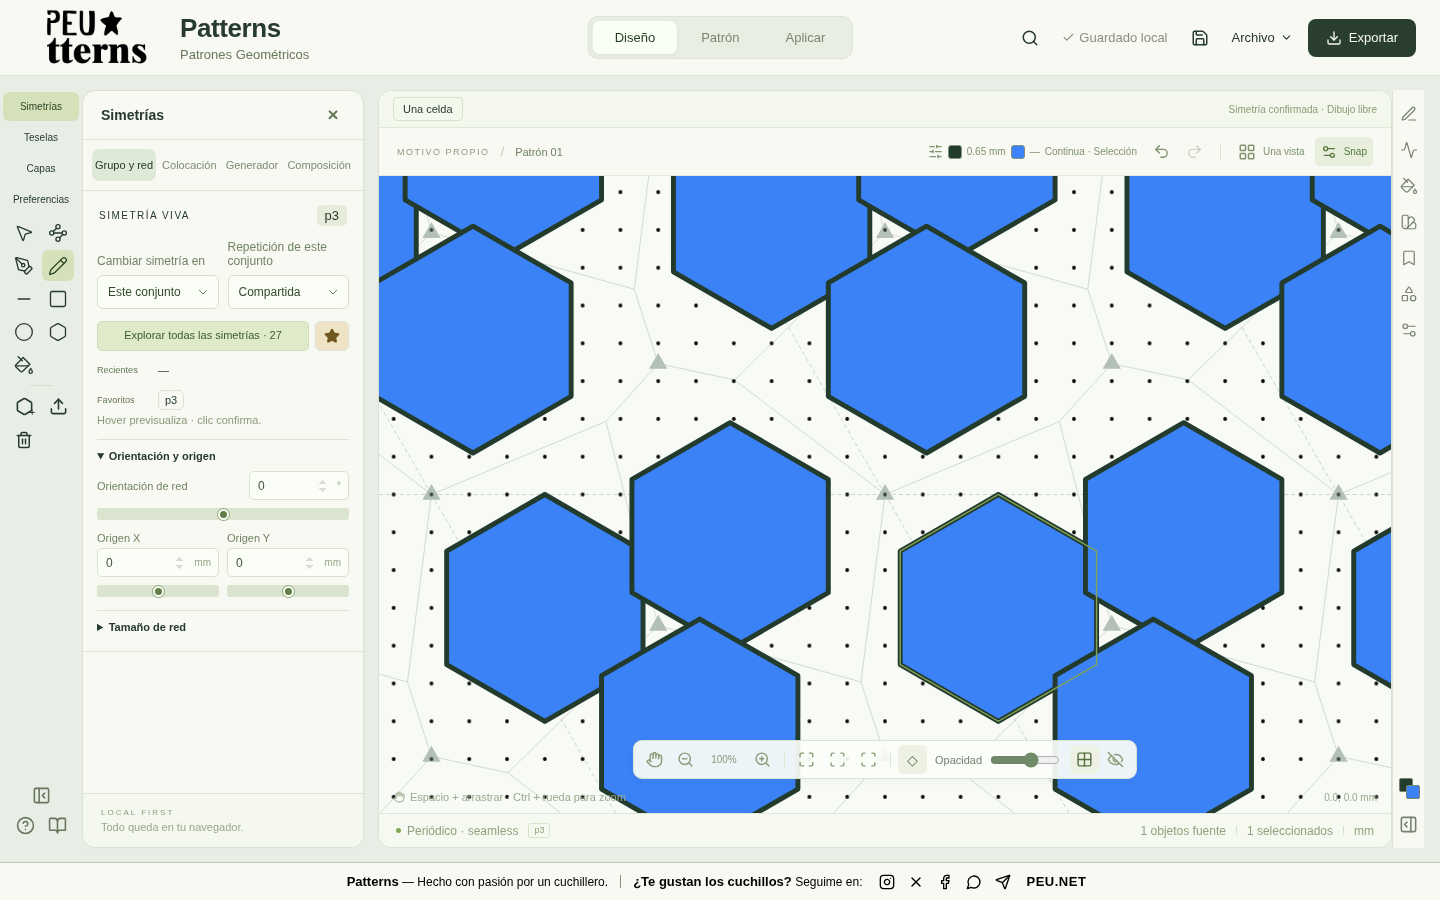 PEU
tterns
Patterns
Patrones Geométricos
Diseño
Patrón
Aplicar
Guardado local
Archivo
Exportar
Simetrías
Teselas
Capas
Preferencias
Simetrías
Grupo y red
Colocación
Generador
Composición
SIMETRÍA VIVA
p3
Cambiar simetría en
Repetición de este
conjunto
Este conjunto
Compartida
Explorar todas las simetrías · 27
Recientes
—
Favoritos
p3
Hover previsualiza · clic confirma.
Orientación y origen
Orientación de red
0
°
Origen X
Origen Y
0
mm
0
mm
Tamaño de red
LOCAL FIRST
Todo queda en tu navegador.
Una celda
Simetría confirmada · Dibujo libre
MOTIVO PROPIO / Patrón 01
0.65 mm
— Continua · Selección
Una vista
Snap
100%
Opacidad
Espacio + arrastrar · Ctrl + rueda para zoom
0.0, 0.0 mm
Periódico · seamless
p3
1 objetos fuente
1 seleccionados
mm
Patterns — Hecho con pasión por un cuchillero.
¿Te gustan los cuchillos? Seguime en:
PEU.NET